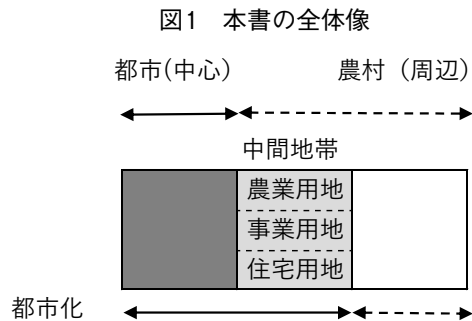 図1　本書の全体像
都市(中心)　農村（周辺）
中間地帯
農業用地
事業用地
住宅用地
都市化